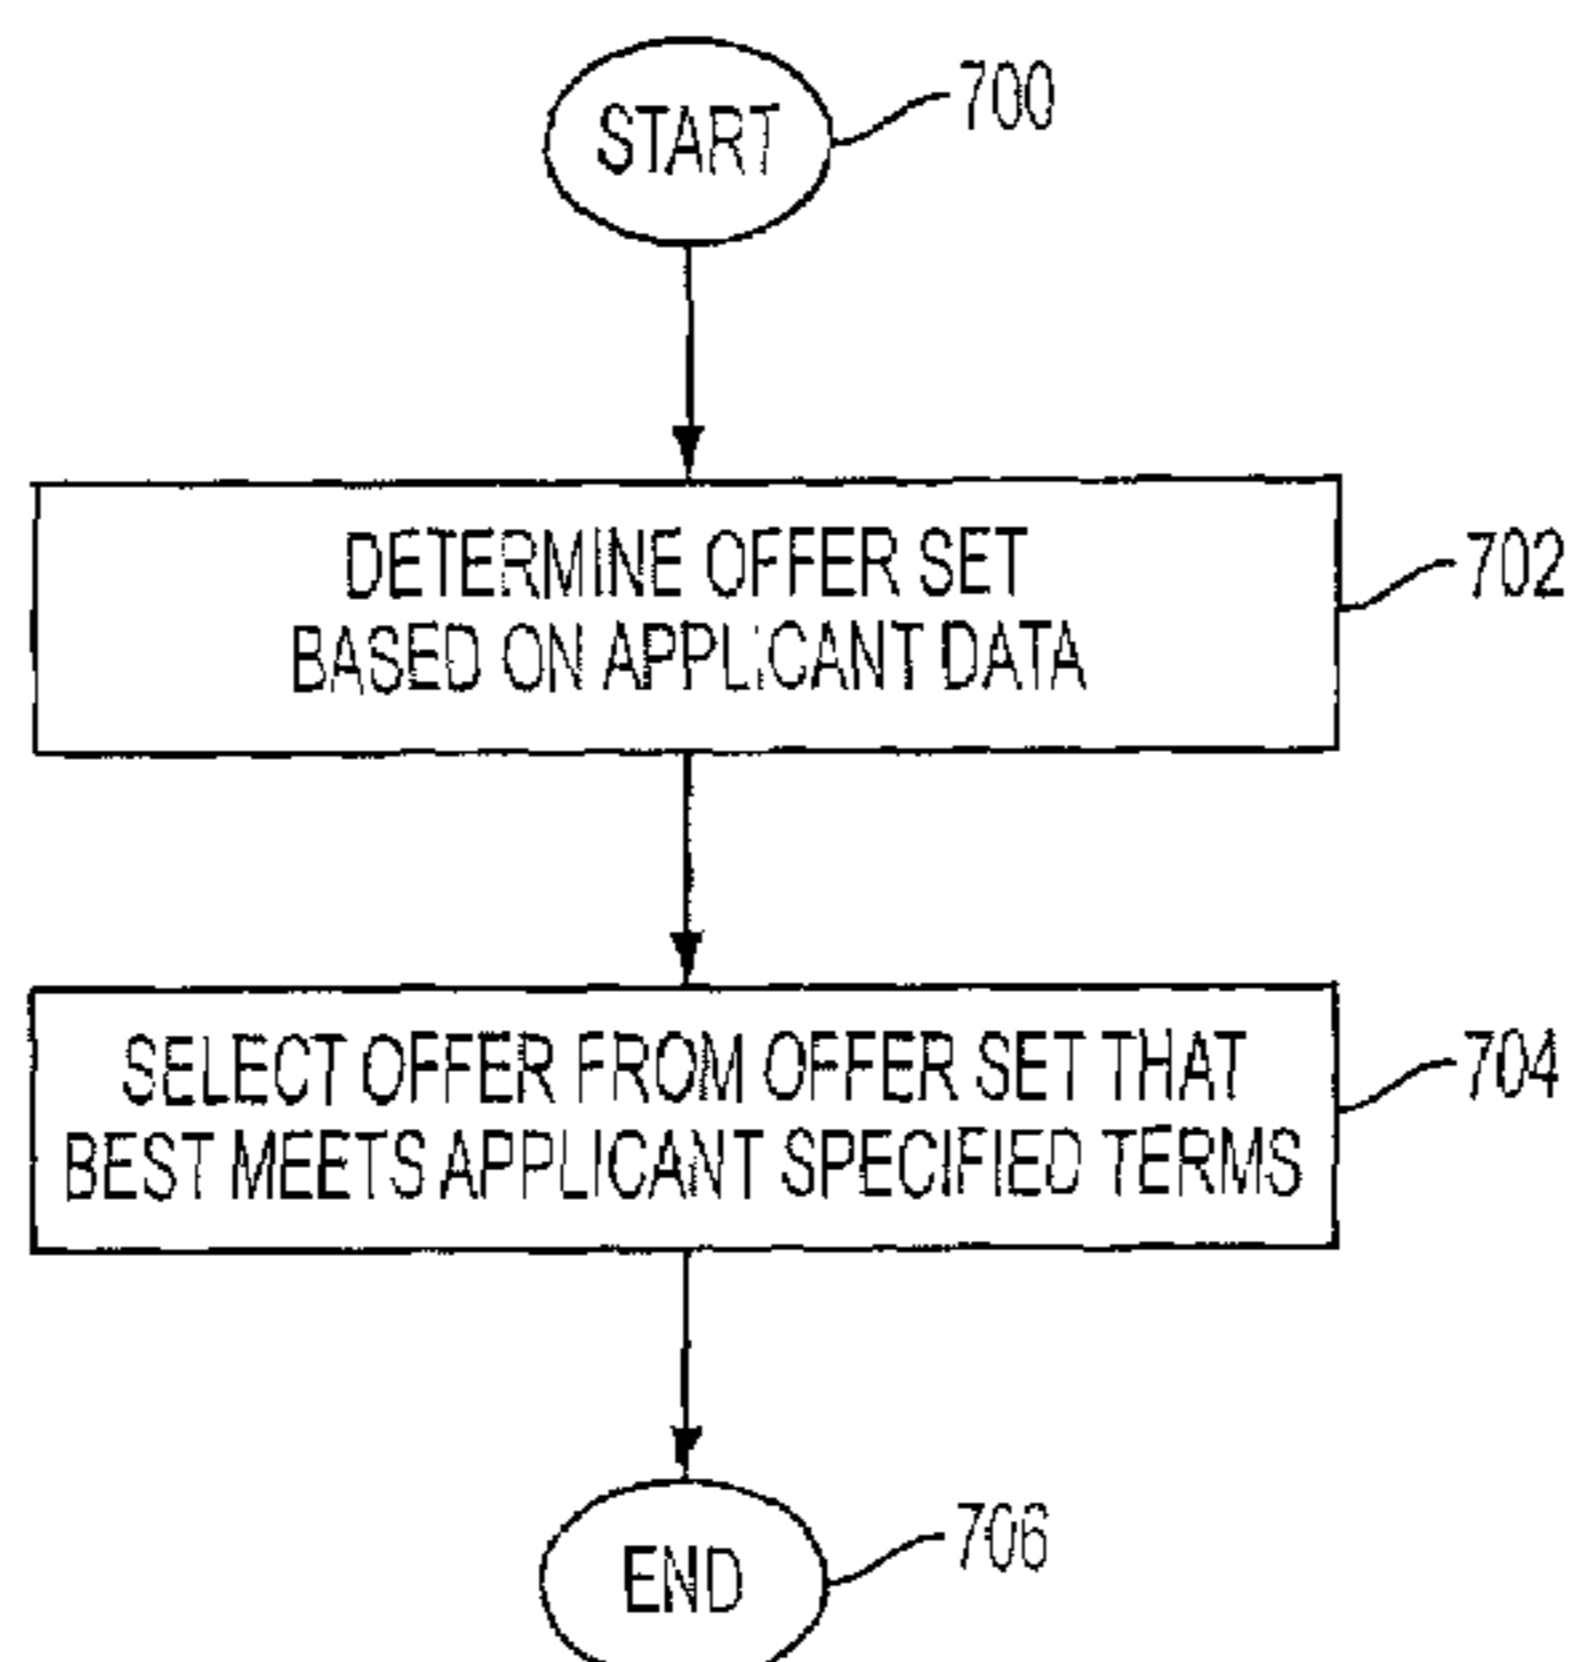 START
700
DETERMINE OFFER SET
BASED ON APPLICANT DATA
702
SELECT OFFER FROM OFFER SET THAT
BEST MEETS APPLICANT SPECIFIED TERMS
704
END
706